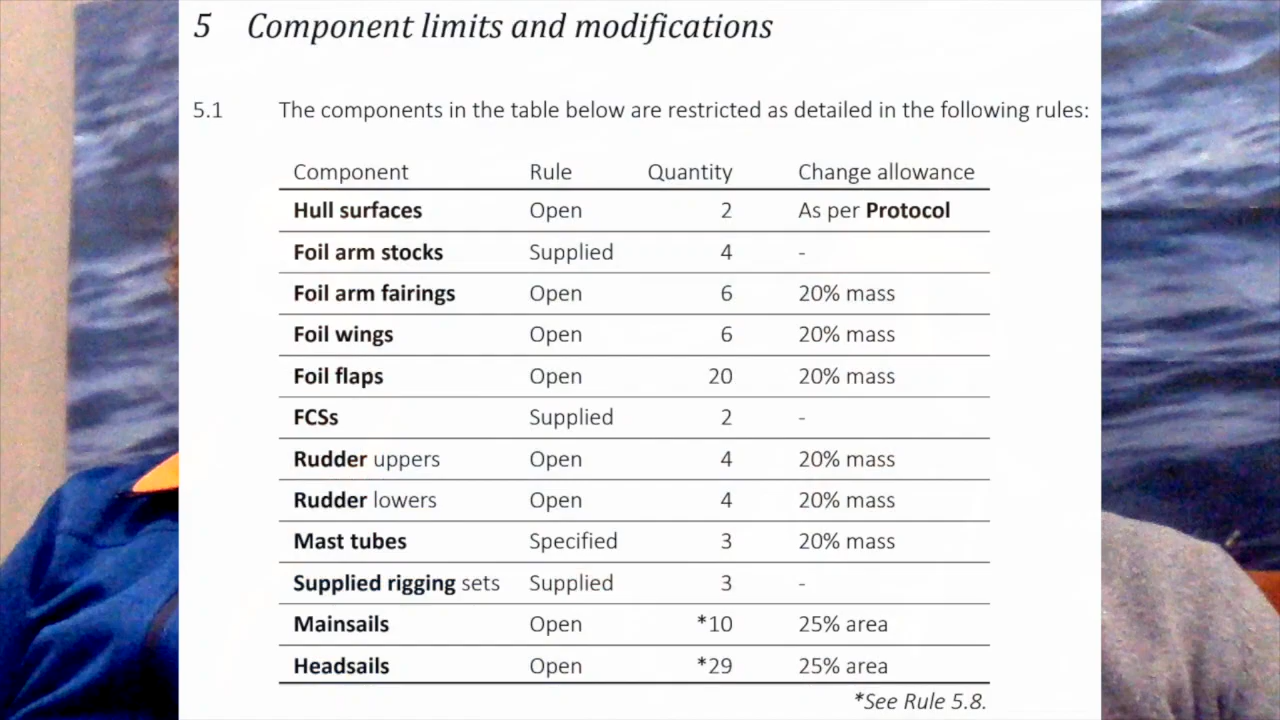 5 Component limits and modifications
5.1 The components in the table below are restricted as detailed in the following rules:
Component Rule Quantity Change allowance
Hull surfaces Open 2 As per Protocol
Foil arm stocks Supplied 4 -
Foil arm fairings Open 6 20% mass
Foil wings Open 6 20% mass
Foil flaps Open 20 20% mass
FCSs Supplied 2 -
Rudder uppers Open 4 20% mass
Rudder lowers Open 4 20% mass
Mast tubes Specified 3 20% mass
Supplied rigging sets Supplied 3 -
Mainsails Open *10 25% area
Headsails Open *29 25% area
*See Rule 5.8.